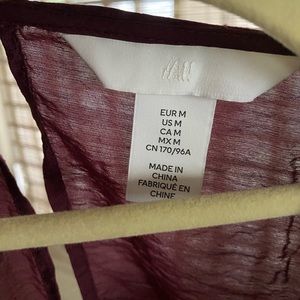 H&M
EUR M
US M
CA M
MX M
CN 170/96A
MADE IN
CHINA
FABRIQUÉ EN
CHINE